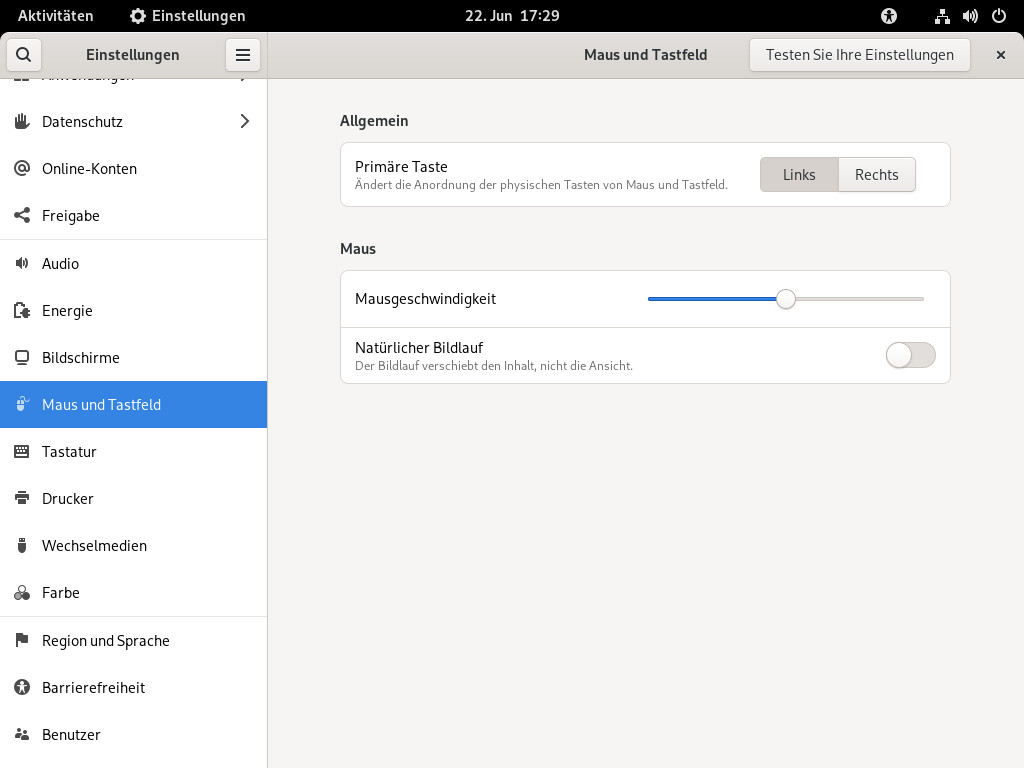 Aktivitäten
Einstellungen
22. Jun 17:29
Einstellungen
Maus und Tastfeld
Testen Sie Ihre Einstellungen
Anwendungen
Datenschutz
Online-Konten
Freigabe
Audio
Energie
Bildschirme
Maus und Tastfeld
Tastatur
Drucker
Wechselmedien
Farbe
Region und Sprache
Barrierefreiheit
Benutzer
Allgemein
Primäre Taste
Ändert die Anordnung der physischen Tasten von Maus und Tastfeld.
Links
Rechts
Maus
Mausgeschwindigkeit
Natürlicher Bildlauf
Der Bildlauf verschiebt den Inhalt, nicht die Ansicht.